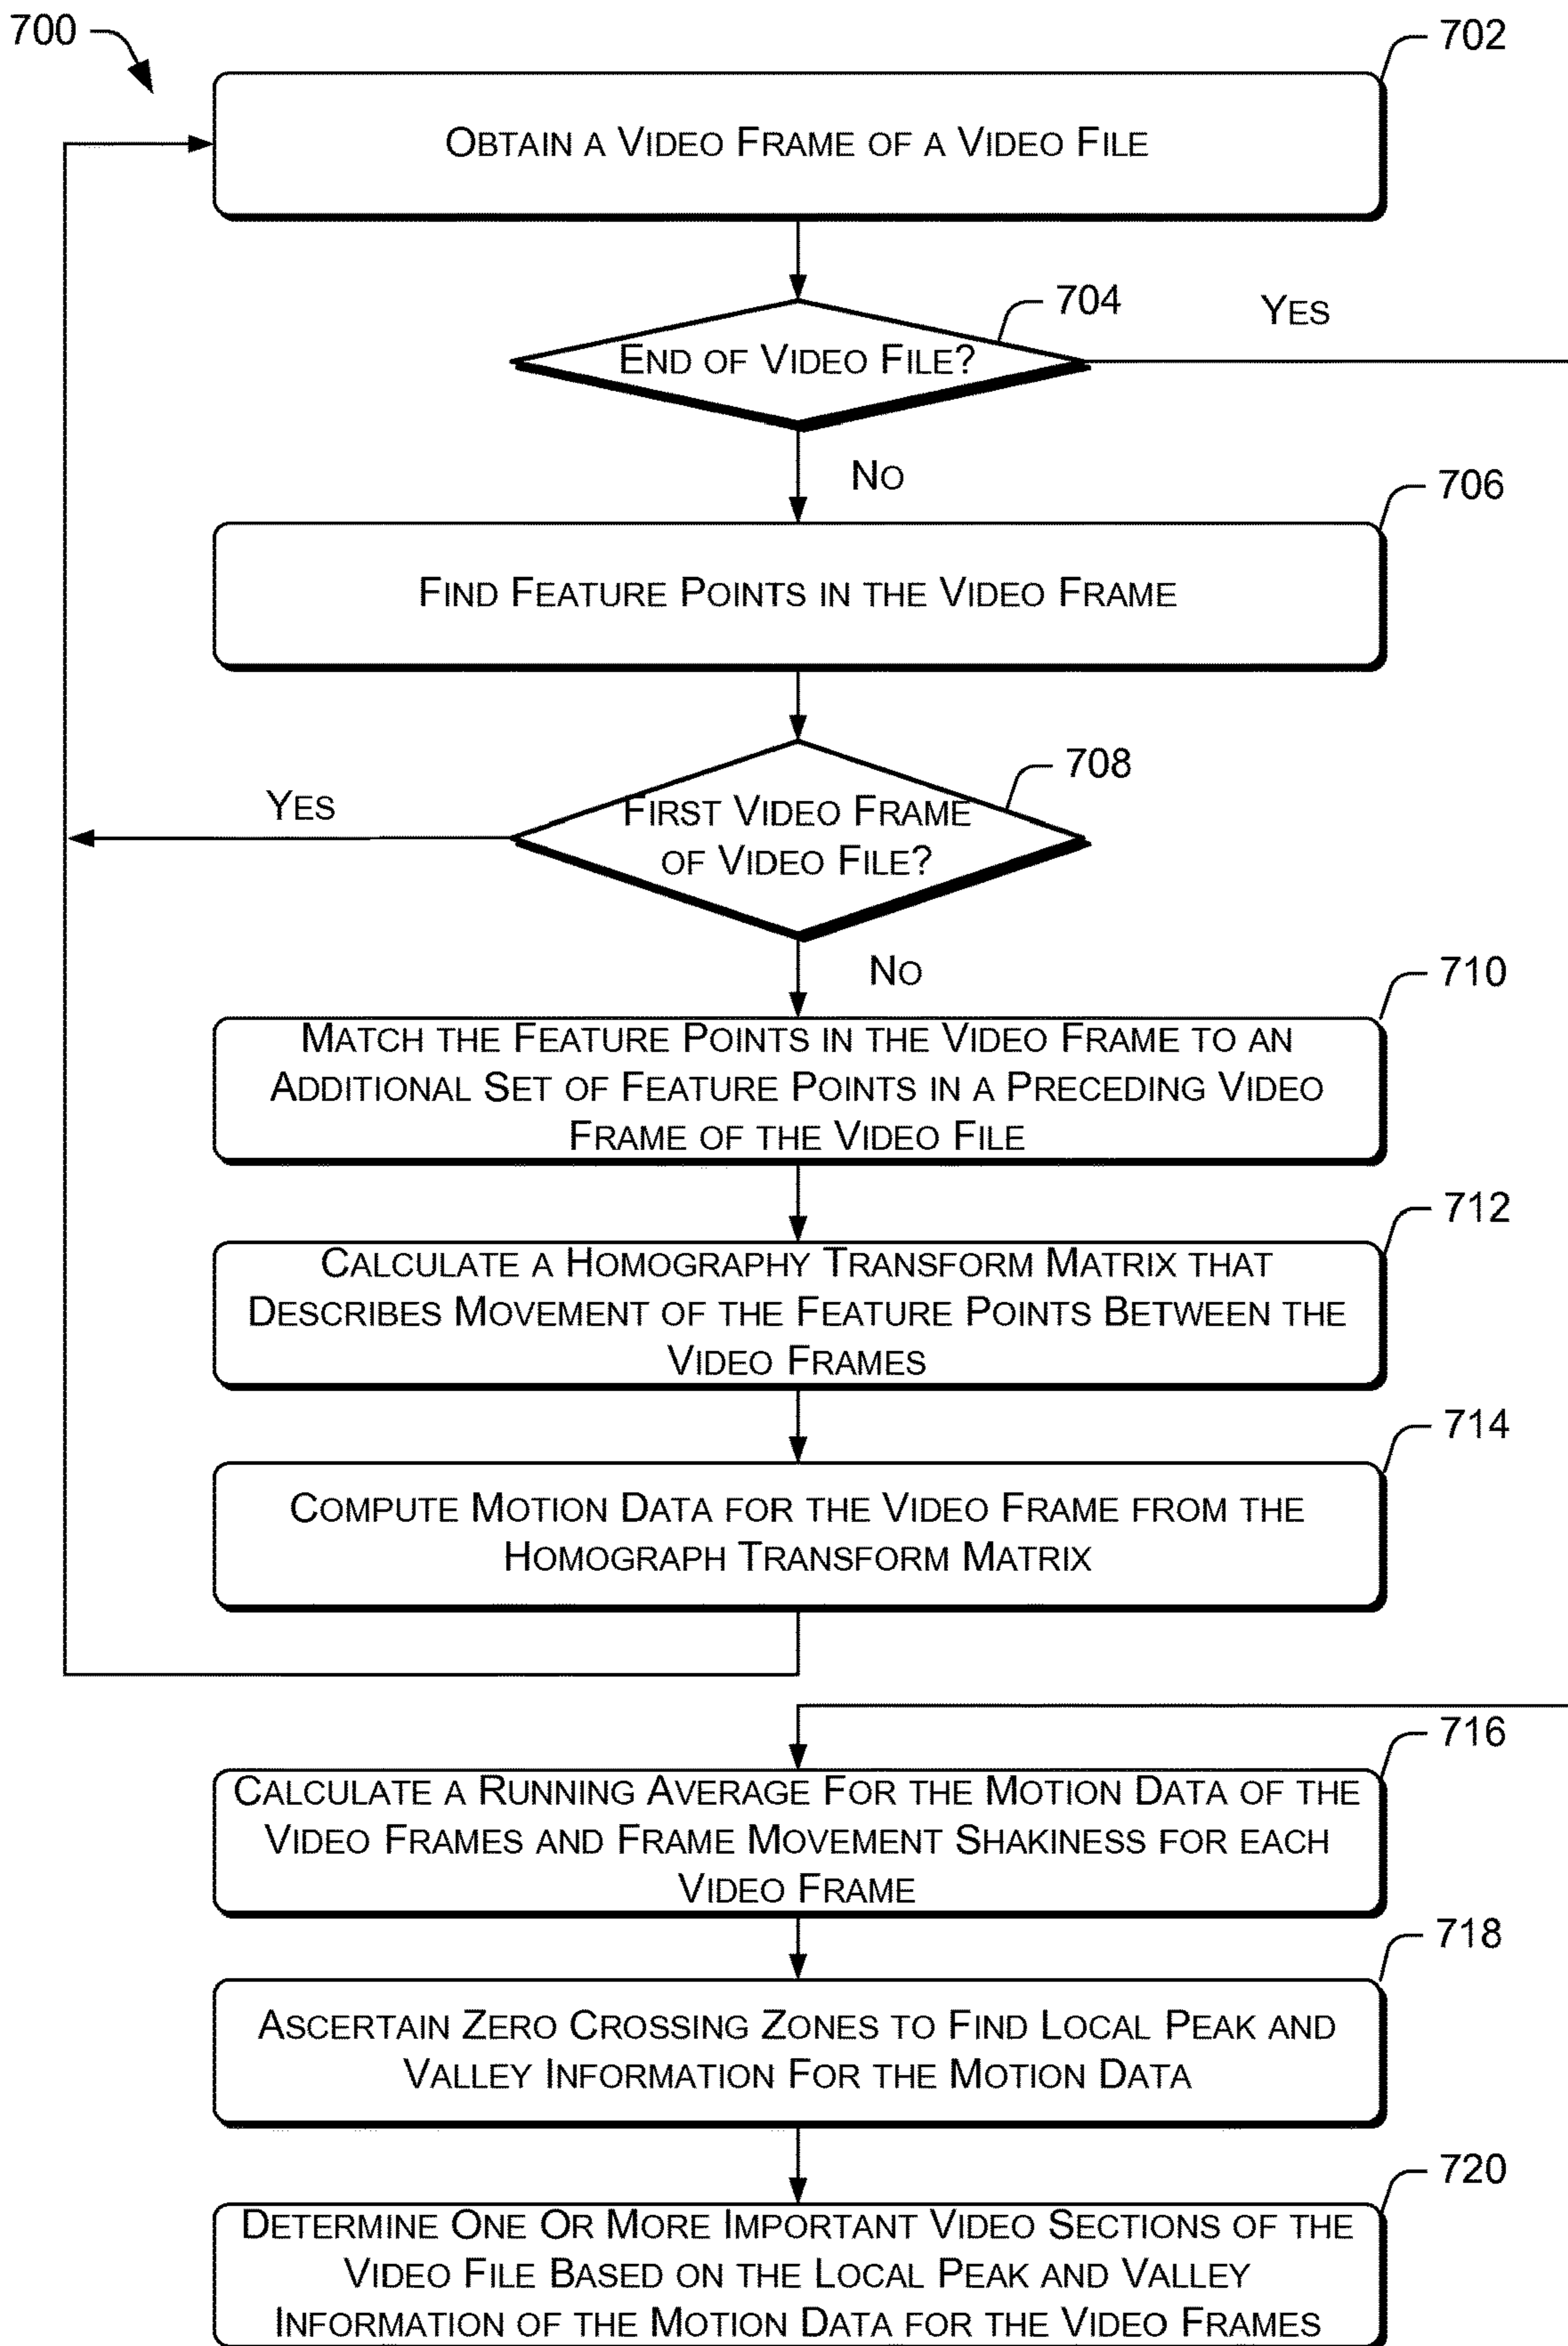 700
702
OBTAIN A VIDEO FRAME OF A VIDEO FILE
704
YES
END OF VIDEO FILE?
NO
706
FIND FEATURE POINTS IN THE VIDEO FRAME
708
YES
FIRST VIDEO FRAME
OF VIDEO FILE?
NO
710
MATCH THE FEATURE POINTS IN THE VIDEO FRAME TO AN
ADDITIONAL SET OF FEATURE POINTS IN A PRECEDING VIDEO
FRAME OF THE VIDEO FILE
712
CALCULATE A HOMOGRAPHY TRANSFORM MATRIX THAT
DESCRIBES MOVEMENT OF THE FEATURE POINTS BETWEEN THE
VIDEO FRAMES
714
COMPUTE MOTION DATA FOR THE VIDEO FRAME FROM THE
HOMOGRAPH TRANSFORM MATRIX
716
CALCULATE A RUNNING AVERAGE FOR THE MOTION DATA OF THE
VIDEO FRAMES AND FRAME MOVEMENT SHAKINESS FOR EACH
VIDEO FRAME
718
ASCERTAIN ZERO CROSSING ZONES TO FIND LOCAL PEAK AND
VALLEY INFORMATION FOR THE MOTION DATA
720
DETERMINE ONE OR MORE IMPORTANT VIDEO SECTIONS OF THE
VIDEO FILE BASED ON THE LOCAL PEAK AND VALLEY
INFORMATION OF THE MOTION DATA FOR THE VIDEO FRAMES